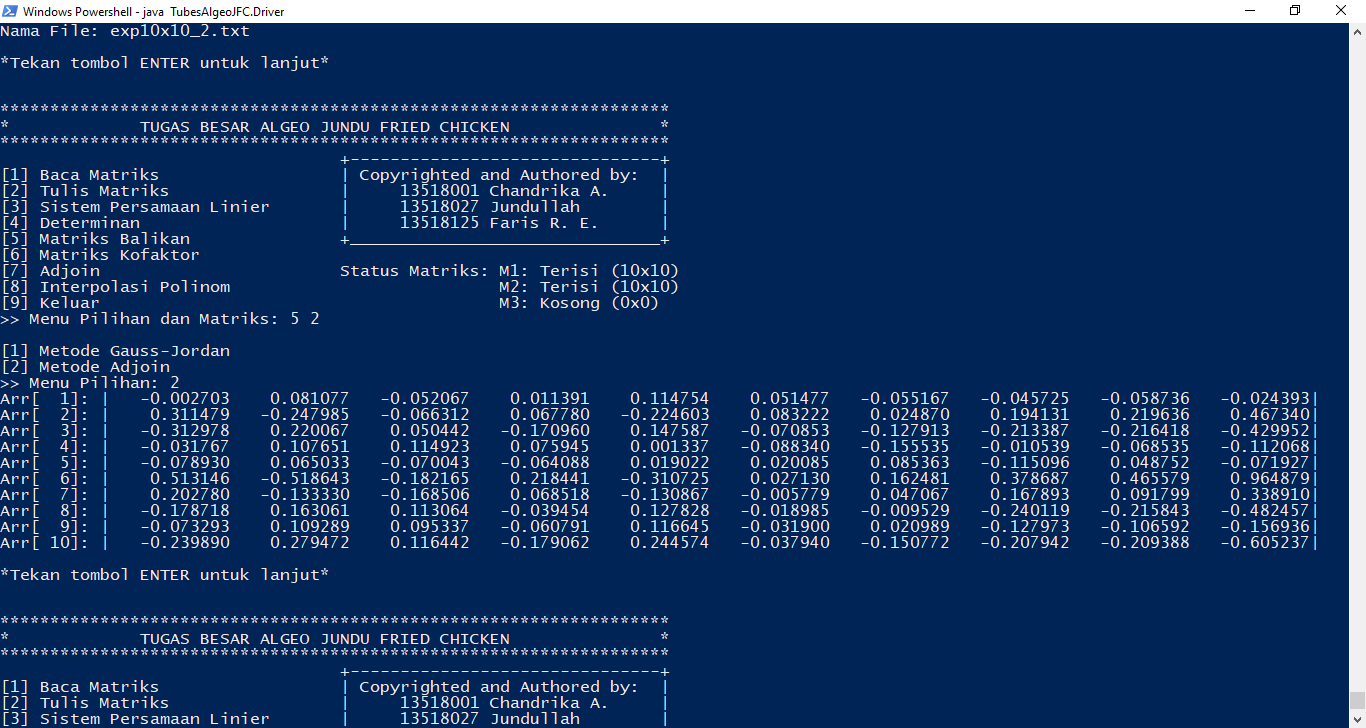 Windows Powershell - java  TubesAlgeoJFC.Driver
Nama File: exp10x10_2.txt
*Tekan tombol ENTER untuk lanjut*
*******************************************************************
*             TUGAS BESAR ALGEO JUNDU FRIED CHICKEN               *
*******************************************************************
                                  +-------------------------------+
[1] Baca Matriks                  | Copyrighted and Authored by:  |
[2] Tulis Matriks                 |     13518001 Chandrika A.     |
[3] Sistem Persamaan Linier       |     13518027 Jundullah        |
[4] Determinan                    |     13518125 Faris R. E.      |
[5] Matriks Balikan               +_______________________________+
[6] Matriks Kofaktor
[7] Adjoin                        Status Matriks: M1: Terisi (10x10)
[8] Interpolasi Polinom                           M2: Terisi (10x10)
[9] Keluar                                        M3: Kosong (0x0)
>> Menu Pilihan dan Matriks: 5 2
[1] Metode Gauss-Jordan
[2] Metode Adjoin
>> Menu Pilihan: 2
Arr[  1]: |   -0.002703    0.081077   -0.052067    0.011391    0.114754    0.051477   -0.055167   -0.045725   -0.058736   -0.024393|
Arr[  2]: |    0.311479   -0.247985   -0.066312    0.067780   -0.224603    0.083222    0.024870    0.194131    0.219636    0.467340|
Arr[  3]: |   -0.312978    0.220067    0.050442   -0.170960    0.147587   -0.070853   -0.127913   -0.213387   -0.216418   -0.429952|
Arr[  4]: |   -0.031767    0.107651    0.114923    0.075945    0.001337   -0.088340   -0.155535   -0.010539   -0.068535   -0.112068|
Arr[  5]: |   -0.078930    0.065033   -0.070043   -0.064088    0.019022    0.020085    0.085363   -0.115096    0.048752   -0.071927|
Arr[  6]: |    0.513146   -0.518643   -0.182165    0.218441   -0.310725    0.027130    0.162481    0.378687    0.465579    0.964879|
Arr[  7]: |    0.202780   -0.133330   -0.168506    0.068518   -0.130867   -0.005779    0.047067    0.167893    0.091799    0.338910|
Arr[  8]: |   -0.178718    0.163061    0.113064   -0.039454    0.127828   -0.018985   -0.009529   -0.240119   -0.215843   -0.482457|
Arr[  9]: |   -0.073293    0.109289    0.095337   -0.060791    0.116645   -0.031900    0.020989   -0.127973   -0.106592   -0.156936|
Arr[ 10]: |   -0.239890    0.279472    0.116442   -0.179062    0.244574   -0.037940   -0.150772   -0.207942   -0.209388   -0.605237|
*Tekan tombol ENTER untuk lanjut*
*******************************************************************
*             TUGAS BESAR ALGEO JUNDU FRIED CHICKEN               *
*******************************************************************
                                  +-------------------------------+
[1] Baca Matriks                  | Copyrighted and Authored by:  |
[2] Tulis Matriks                 |     13518001 Chandrika A.     |
[3] Sistem Persamaan Linier       |     13518027 Jundullah        |